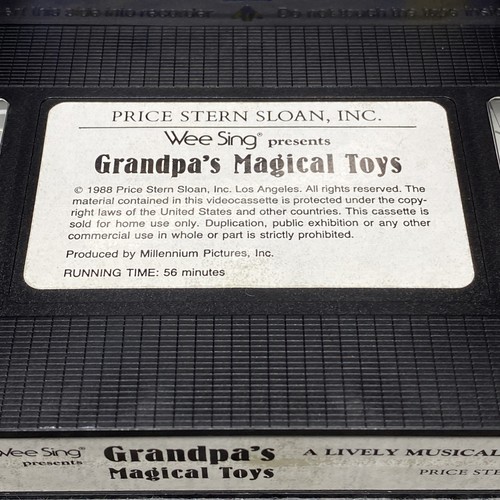 PRICE STERN SLOAN, INC.
Wee Sing® presents
Grandpa's Magical Toys
© 1988 Price Stern Sloan, Inc. Los Angeles. All rights reserved. The
material contained in this videocassette is protected under the copy-
right laws of the United States and other countries. This cassette is
sold for home use only. Duplication, public exhibition or any other
commercial use in whole or part is strictly prohibited.
Produced by Millennium Pictures, Inc.
RUNNING TIME: 56 minutes
Wee Sing®
presents
Grandpa's
Magical Toys
A LIVELY MUSICAL
PRICE STE